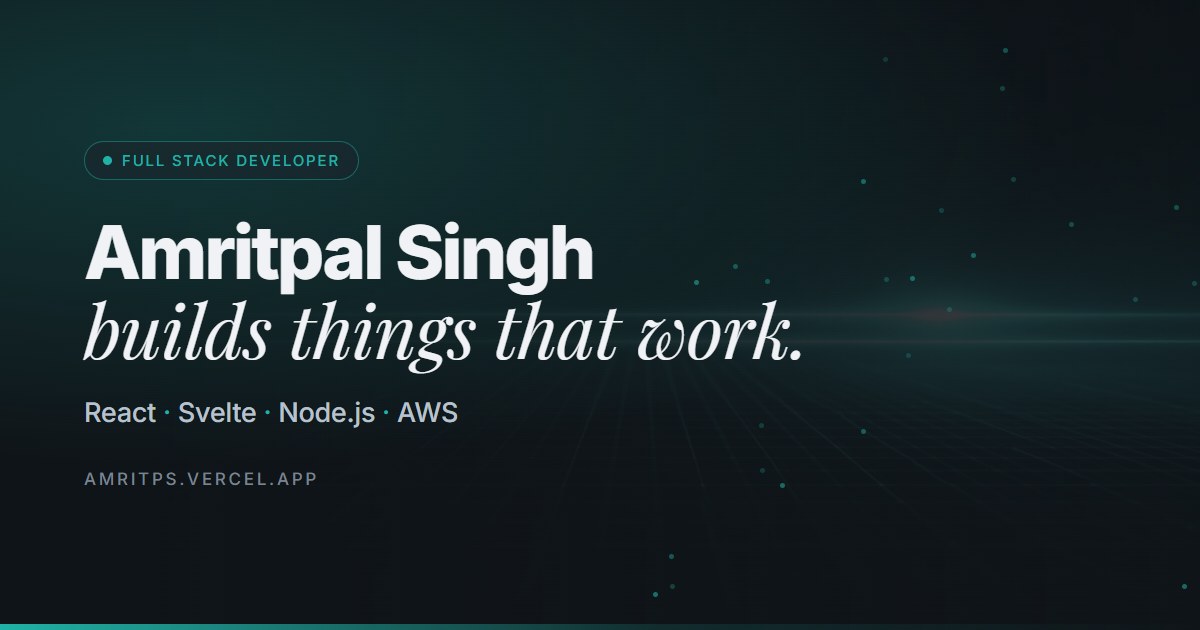 FULL STACK DEVELOPER
Amritpal Singh
builds things that work.
React · Svelte · Node.js · AWS
AMRITPS.VERCEL.APP